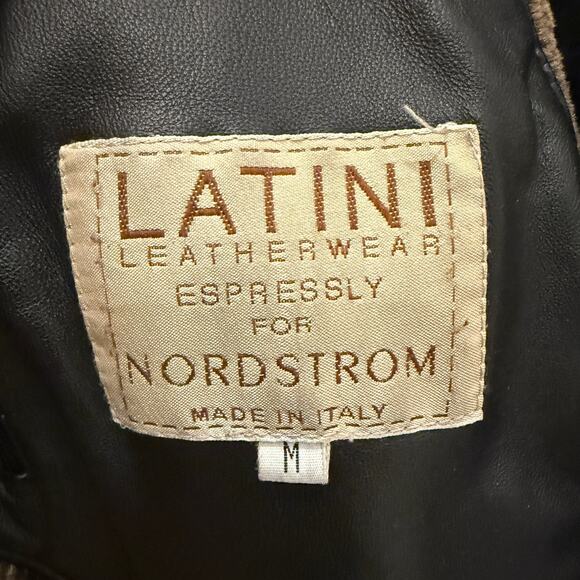 LATINI
LEATHERWEAR
ESPRESSLY
FOR
NORDSTROM
MADE IN ITALY
M